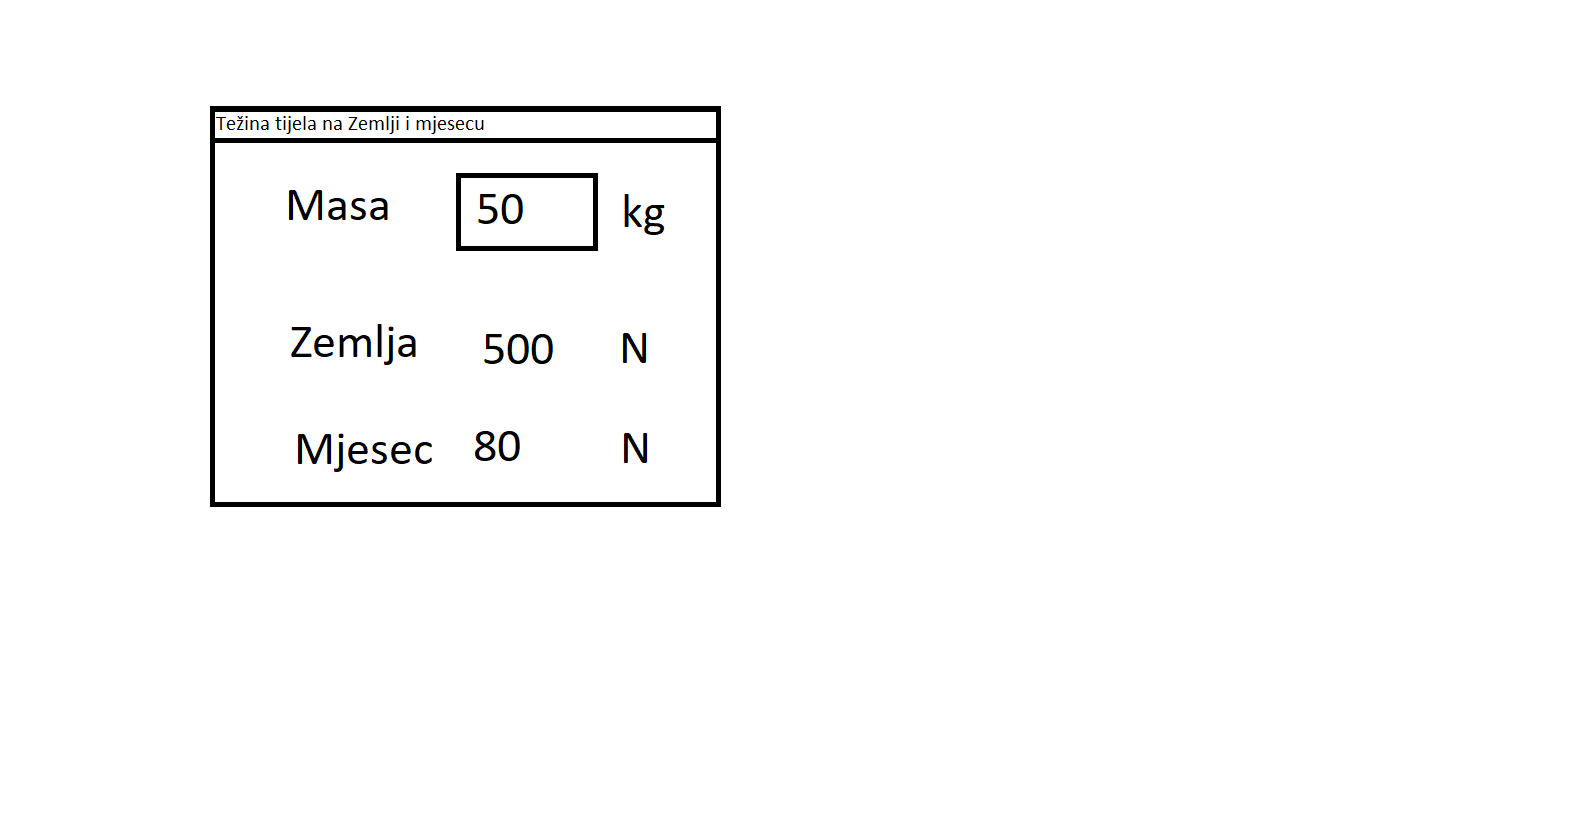 Težina tijela na Zemlji i mjesecu
Masa 50 kg
Zemlja 500 N
Mjesec 80 N